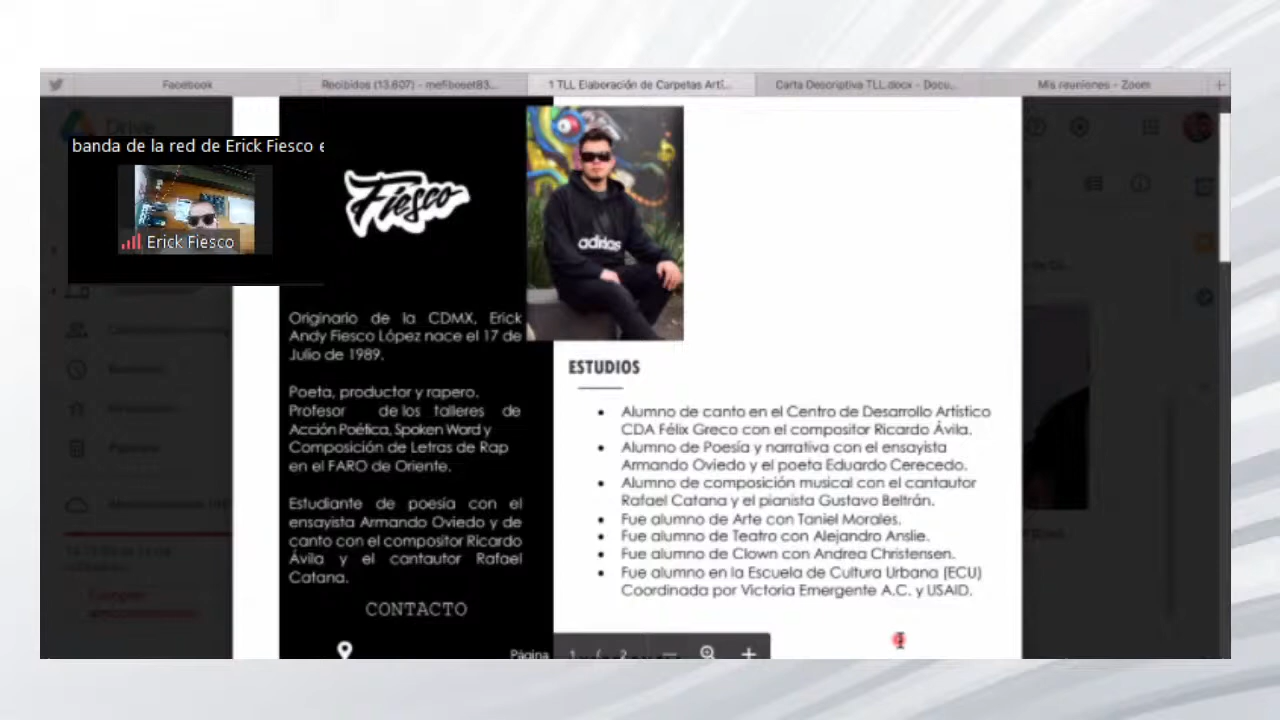 Facebook
Recibidos (13,607) - mefiboset83...
1 TLL Elaboración de Carpetas Artí...
Carta Descriptiva TLL.docx - Docu...
Mis reuniones - Zoom
Drive
banda de la red de Erick Fiesco e
Erick Fiesco
Fiesco
adidas
Originario de la CDMX, Erick
Andy Fiesco López nace el 17 de
Julio de 1989.
Poeta, productor y rapero.
Profesor de los talleres de
Acción Poética, Spoken Word y
Composición de Letras de Rap
en el FARO de Oriente.
Estudiante de poesía con el
ensayista Armando Oviedo y de
canto con el compositor Ricardo
Ávila y el cantautor Rafael
Catana.
CONTACTO
ESTUDIOS
• Alumno de canto en el Centro de Desarrollo Artístico
CDA Félix Greco con el compositor Ricardo Ávila.
• Alumno de Poesía y narrativa con el ensayista
Armando Oviedo y el poeta Eduardo Cerecedo.
• Alumno de composición musical con el cantautor
Rafael Catana y el pianista Gustavo Beltrán.
• Fue alumno de Arte con Taniel Morales.
• Fue alumno de Teatro con Alejandro Anslie.
• Fue alumno de Clown con Andrea Christensen.
• Fue alumno en la Escuela de Cultura Urbana (ECU)
Coordinada por Victoria Emergente A.C. y USAID.
Página 1 / 2